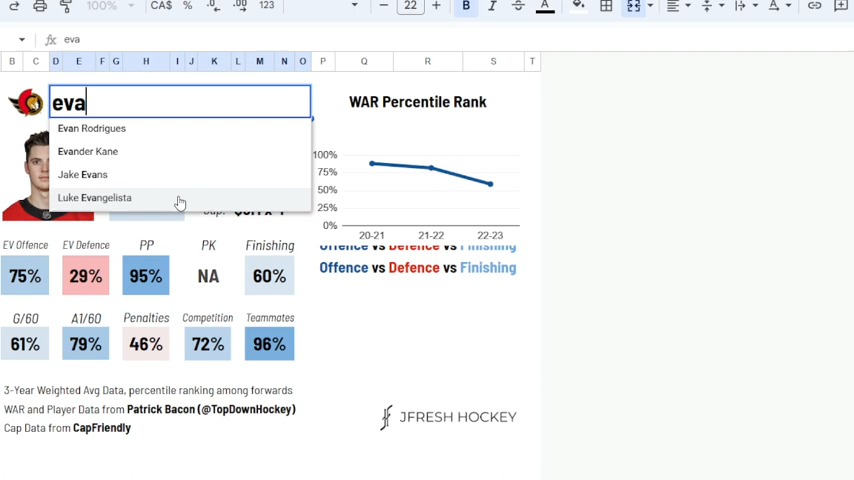 100%
CA$ % .0 .00 123
22
B I A
fx eva
B C D E F G H I J K L M N O P Q R S T
eva
Evan Rodrigues
Evander Kane
Jake Evans
Luke Evangelista
WAR Percentile Rank
100%
75%
50%
25%
0%
20-21 21-22 22-23
Offence vs Defence vs Finishing
Offence vs Defence vs Finishing
EV Offence EV Defence PP PK Finishing
75% 29% 95% NA 60%
G/60 A1/60 Penalties Competition Teammates
61% 79% 46% 72% 96%
3-Year Weighted Avg Data, percentile ranking among forwards
WAR and Player Data from Patrick Bacon (@TopDownHockey)
Cap Data from CapFriendly
JFRESH HOCKEY